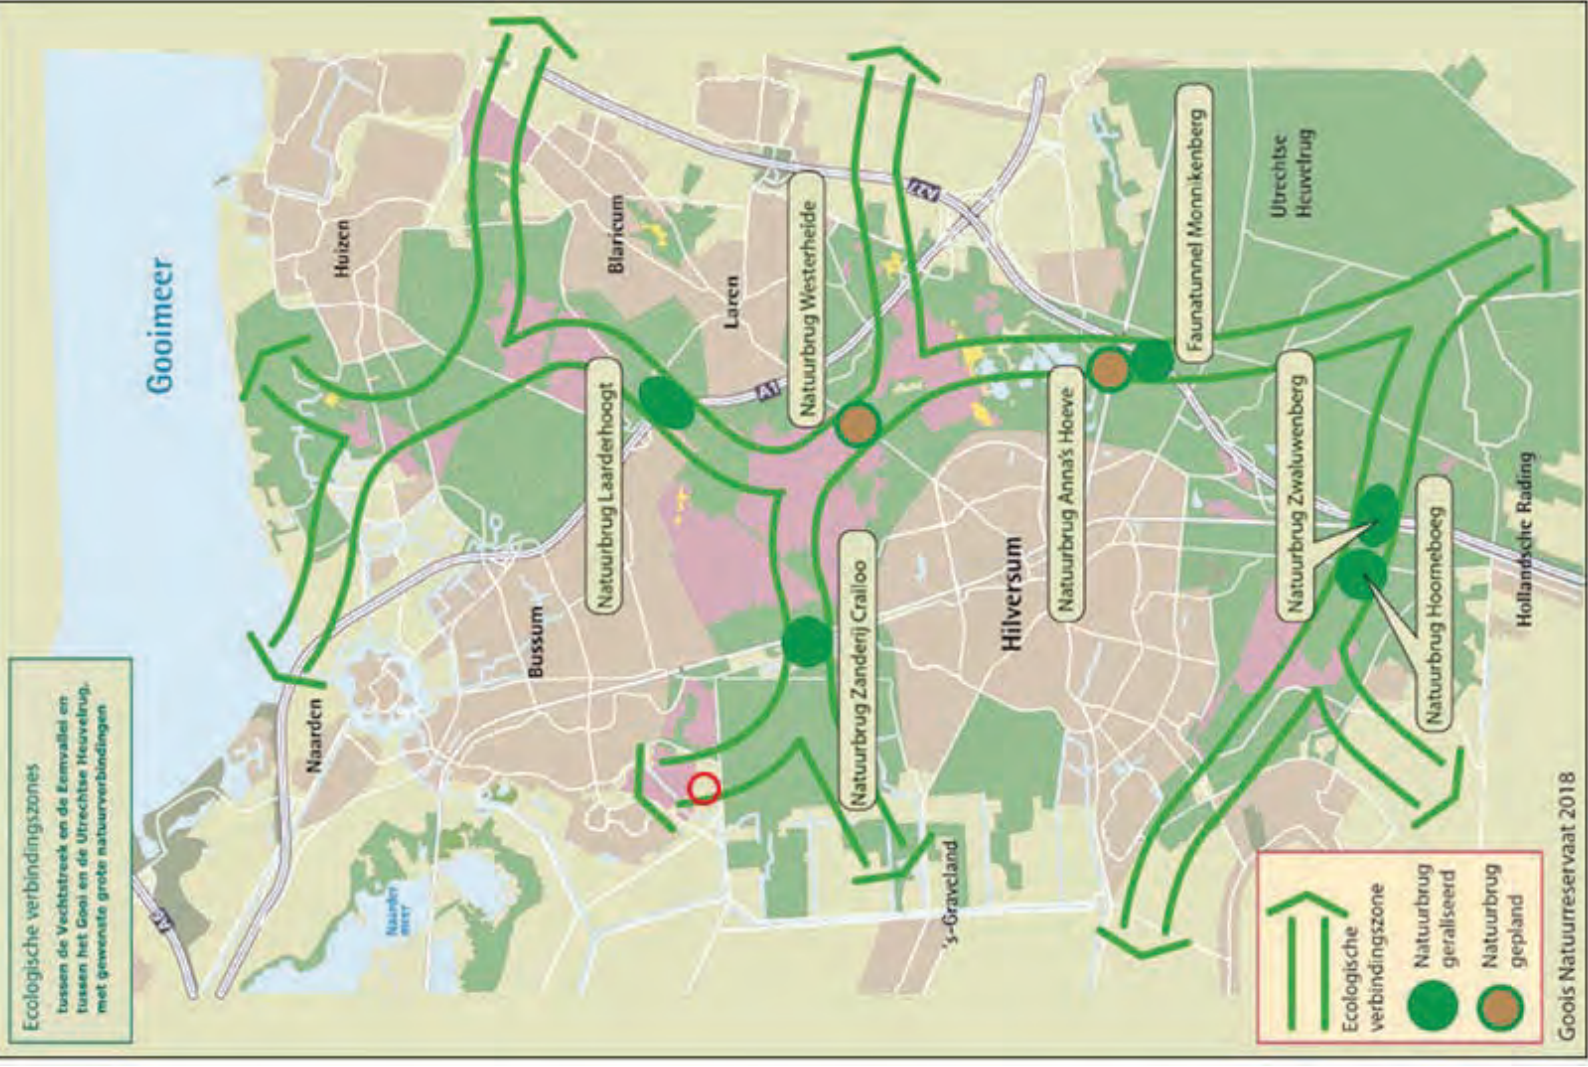 Ecologische verbindingszones
tussen de Vechtstreek en de Eemvallei en
tussen het Gooi en de Utrechtse Heuvelrug,
met gewenste grote natuurverbindingen
Gooimeer
Huizen
Blaricum
Laren
Naarden
Bussum
Naarder
meer
A6
A1
A27
Natuurbrug Laarderhoogt
Natuurbrug Westerheide
Natuurbrug Zanderij Crailoo
's-Graveland
Hilversum
Natuurbrug Anna's Hoeve
Faunatunnel Monnikenberg
Utrechtse
Heuvelrug
Natuurbrug Zwaluwenberg
Natuurbrug Hoorneboeg
Hollandsche Rading
Ecologische
verbindingszone
Natuurbrug
geraliseerd
Natuurbrug
gepland
Goois Natuurreservaat 2018